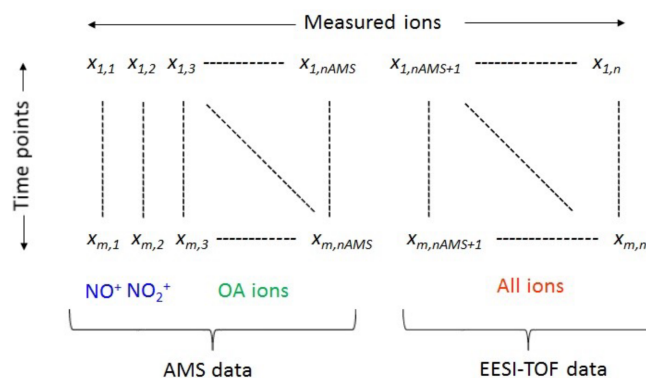 Measured ions
x1,1 x1,2 x1,3 x1,nAMS x1,nAMS+1 x1,n
Time points
xm,1 xm,2 xm,3 xm,nAMS xm,nAMS+1 xm,n
NO+ NO2+ OA ions All ions
AMS data EESI-TOF data